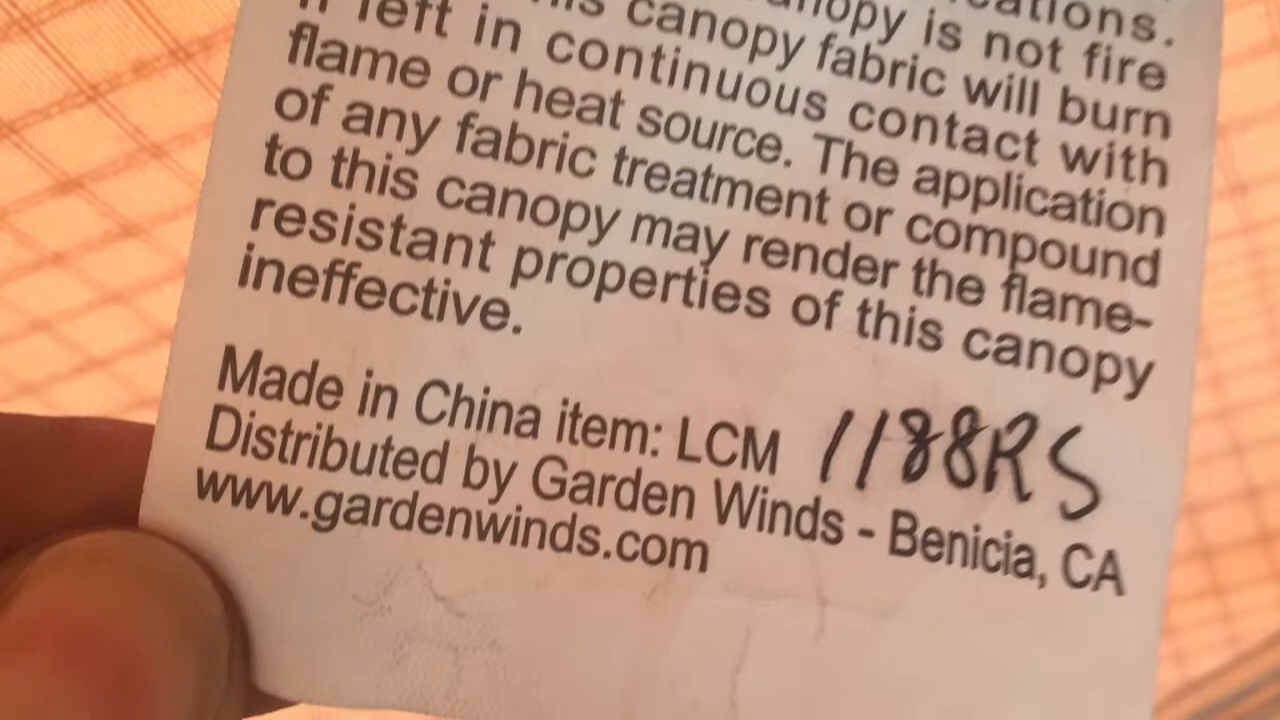 canopy is not fire
canopy fabric will burn
left in continuous contact with
flame or heat source. The application
of any fabric treatment or compound
to this canopy may render the flame-
resistant properties of this canopy
ineffective.
Made in China item: LCM 1188RS
Distributed by Garden Winds - Benicia, CA
www.gardenwinds.com